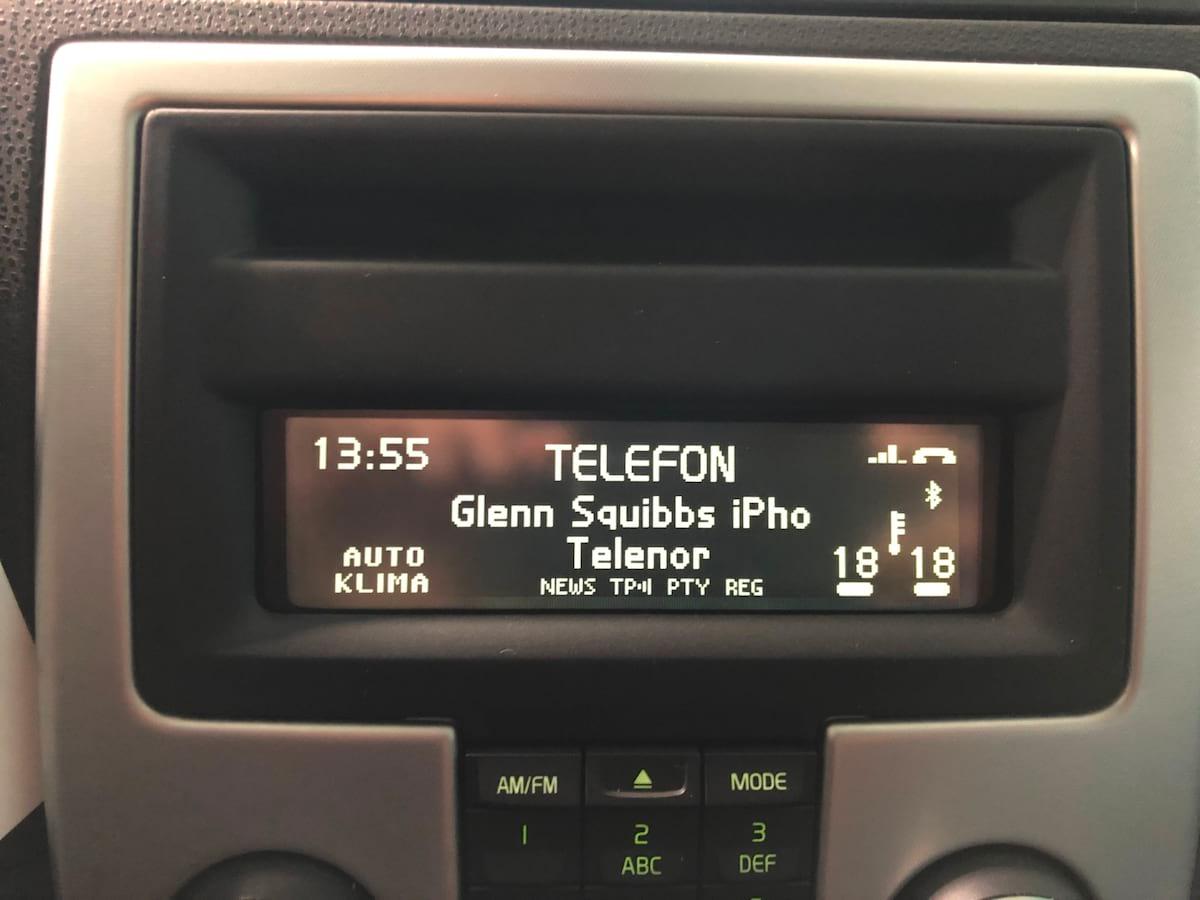 13:55
TELEFON
Glenn Squibbs iPho
Telenor
AUTO
KLIMA
NEWS TP PTY REG
18 18
AM/FM
MODE
1
2
3
ABC
DEF